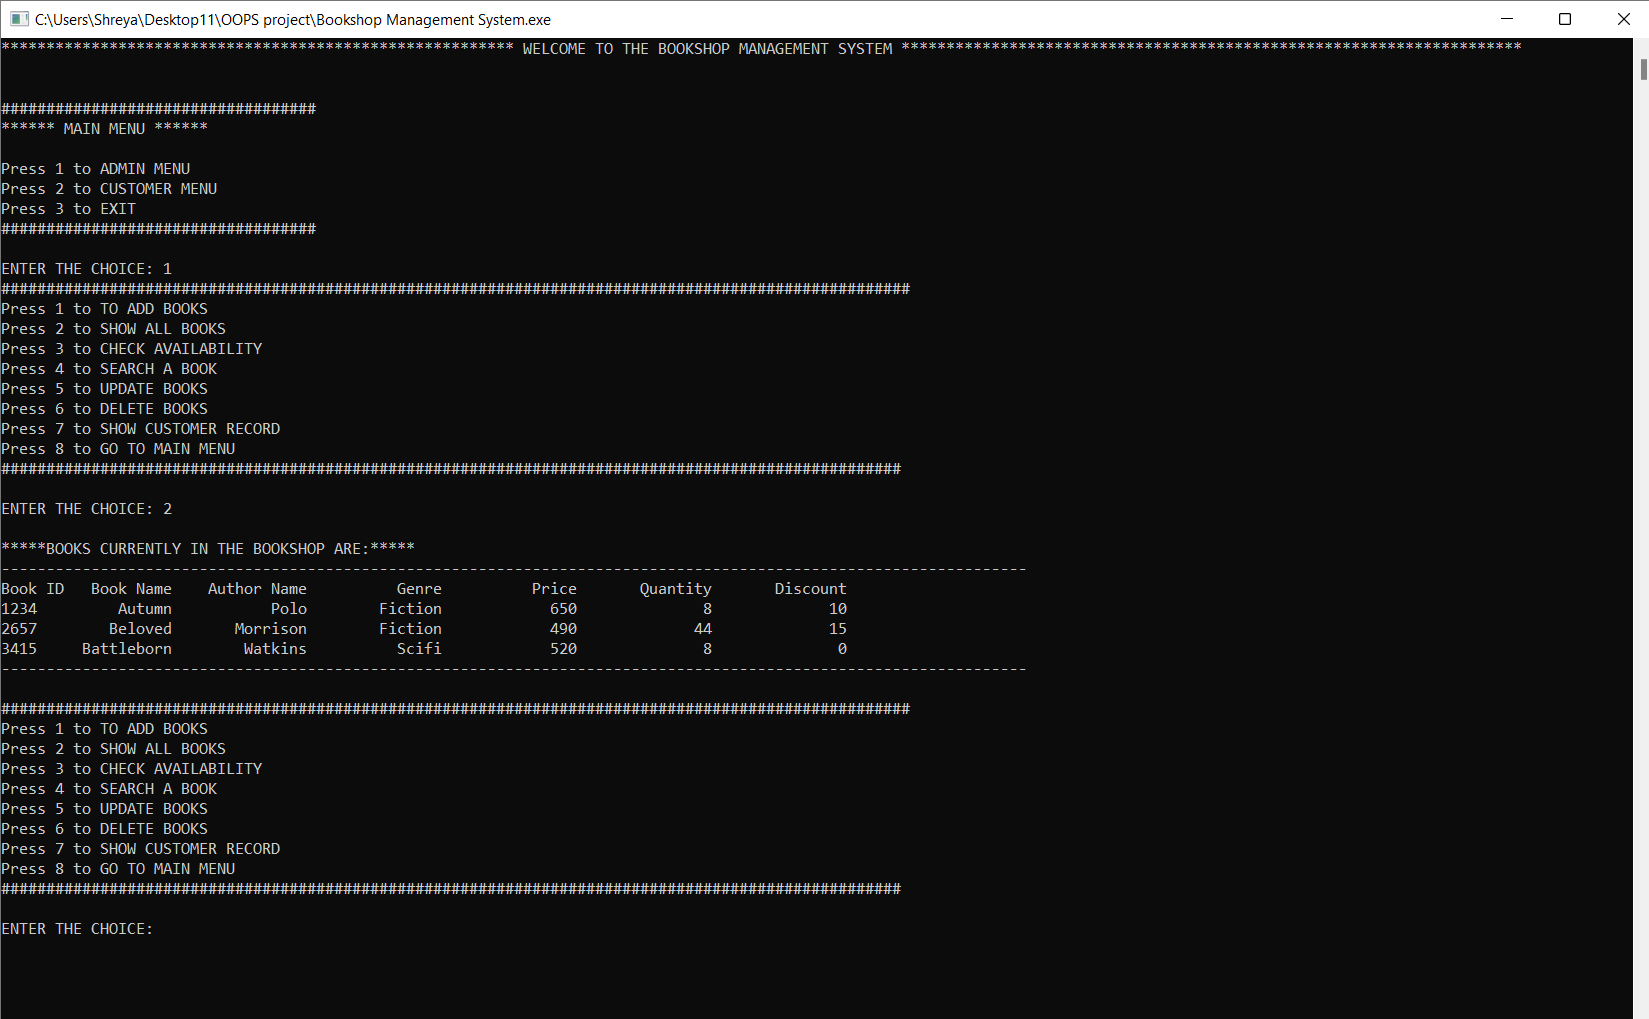 C:\Users\Shreya\Desktop11\OOPS project\Bookshop Management System.exe
********************************************************* WELCOME TO THE BOOKSHOP MANAGEMENT SYSTEM *********************************************************************
###################################
****** MAIN MENU ******
Press 1 to ADMIN MENU
Press 2 to CUSTOMER MENU
Press 3 to EXIT
###################################
ENTER THE CHOICE: 1
#####################################################################################################
Press 1 to TO ADD BOOKS
Press 2 to SHOW ALL BOOKS
Press 3 to CHECK AVAILABILITY
Press 4 to SEARCH A BOOK
Press 5 to UPDATE BOOKS
Press 6 to DELETE BOOKS
Press 7 to SHOW CUSTOMER RECORD
Press 8 to GO TO MAIN MENU
####################################################################################################
ENTER THE CHOICE: 2
*****BOOKS CURRENTLY IN THE BOOKSHOP ARE:*****
------------------------------------------------------------------------------------------------------------------
Book ID   Book Name    Author Name          Genre          Price       Quantity       Discount
1234         Autumn           Polo        Fiction            650              8             10
2657        Beloved       Morrison        Fiction            490             44             15
3415     Battleborn        Watkins          Scifi            520              8              0
------------------------------------------------------------------------------------------------------------------
#####################################################################################################
Press 1 to TO ADD BOOKS
Press 2 to SHOW ALL BOOKS
Press 3 to CHECK AVAILABILITY
Press 4 to SEARCH A BOOK
Press 5 to UPDATE BOOKS
Press 6 to DELETE BOOKS
Press 7 to SHOW CUSTOMER RECORD
Press 8 to GO TO MAIN MENU
####################################################################################################
ENTER THE CHOICE: